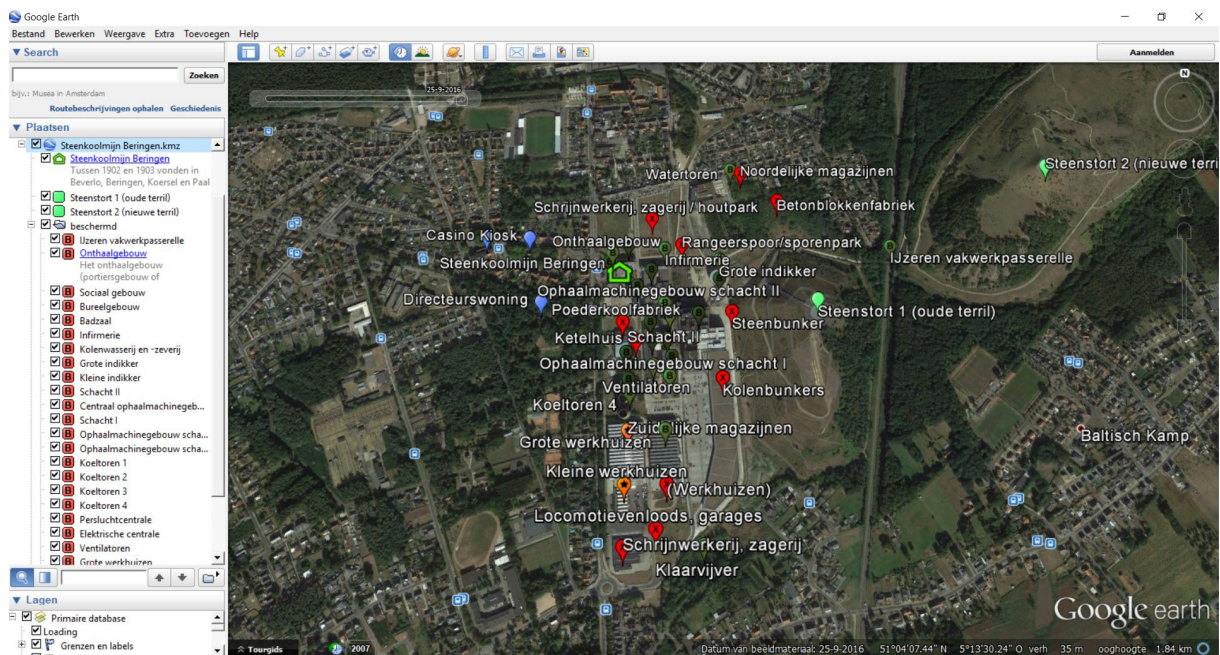 Google Earth
Bestand Bewerken Weergave Extra Toevoegen Help
Search
Zoeken
bijv.: Musea in Amsterdam
Routebeschrijvingen ophalen Geschiedenis
Plaatsen
Steenkoolmijn Beringen.kmz
Steenkoolmijn Beringen
Tussen 1902 en 1903 vonden in
Beverlo, Beringen, Koersel en Paal
Steenstort 1 (oude terril)
Steenstort 2 (nieuwe terril)
beschermd
IJzeren vakwerkpasserelle
Onthaalgebouw
Het onthaalgebouw
(portiersgebouw of
Sociaal gebouw
Bureelgebouw
Badzaal
Infirmerie
Kolenwasserij en -zeverij
Grote indikker
Kleine indikker
Schacht II
Centraal ophaalmachinegeb...
Schacht I
Ophaalmachinegebouw scha...
Ophaalmachinegebouw scha...
Koeltoren 1
Koeltoren 2
Koeltoren 3
Koeltoren 4
Persluchtcentrale
Elektrische centrale
Ventilatoren
Grote werkhuizen
Lagen
Primaire database
Loading
Grenzen en labels
Aanmelden
25-9-2016
N
Steenstort 2 (nieuwe terri
Watertoren
Noordelijke magazijnen
Schrijnwerkerij, zagerij / houtpark
Betonblokkenfabriek
Casino Kiosk
Onthaalgebouw
Rangeerspoor/sporenpark
IJzeren vakwerkpasserelle
Steenkoolmijn Beringen
Infirmerie
Grote indikker
Ophaalmachinegebouw schacht II
Directeurswoning
Poederkoolfabriek
Steenstort 1 (oude terril)
Steenbunker
Ketelhuis
Schacht II
Ophaalmachinegebouw schacht I
Ventilatoren
Kolenbunkers
Koeltoren 4
Zuidelijke magazijnen
Grote werkhuizen
Baltisch Kamp
Kleine werkhuizen
(Werkhuizen)
Locomotievenloods, garages
Schrijnwerkerij, zagerij
Klaarvijver
Google earth
Tourgids 2007
Datum van beeldmateriaal: 25-9-2016 51°04'07.44" N 5°13'30.24" O verh 35 m ooghoogte 1.84 km